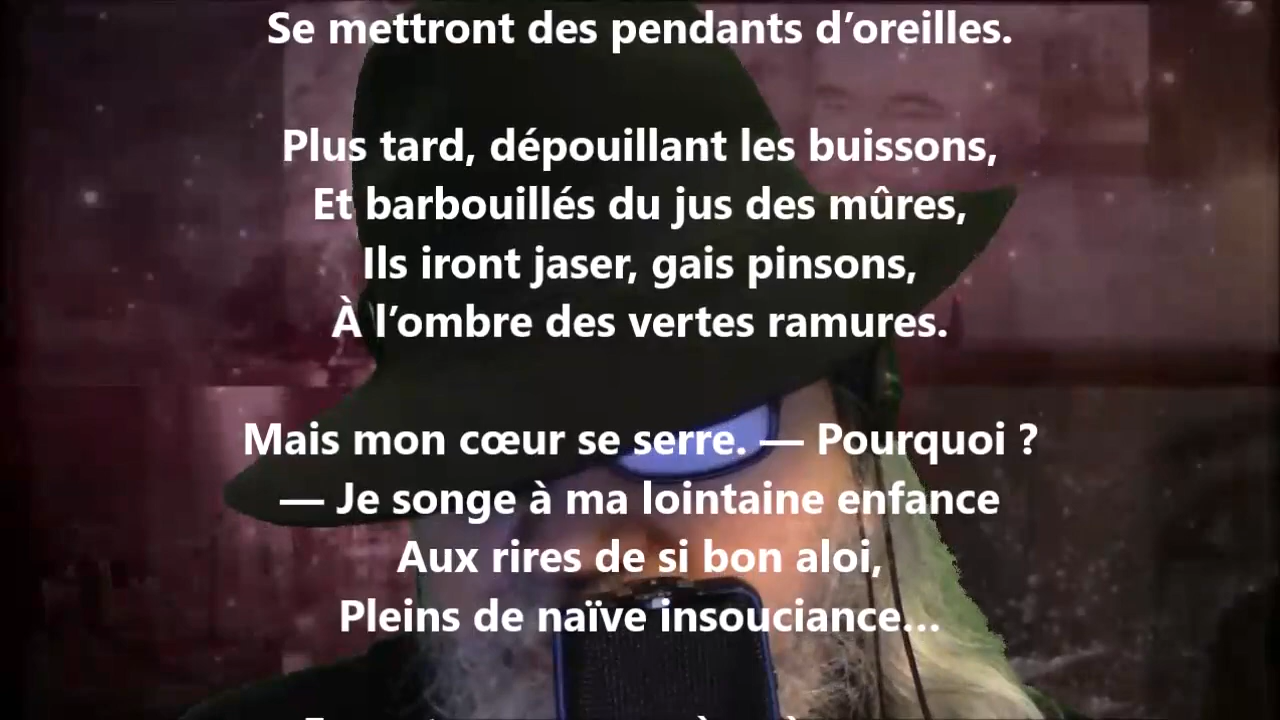 Se mettront des pendants d’oreilles.
Plus tard, dépouillant les buissons,
Et barbouillés du jus des mûres,
Ils iront jaser, gais pinsons,
À l’ombre des vertes ramures.
Mais mon cœur se serre. — Pourquoi ?
— Je songe à ma lointaine enfance
Aux rires de si bon aloi,
Pleins de naïve insouciance…